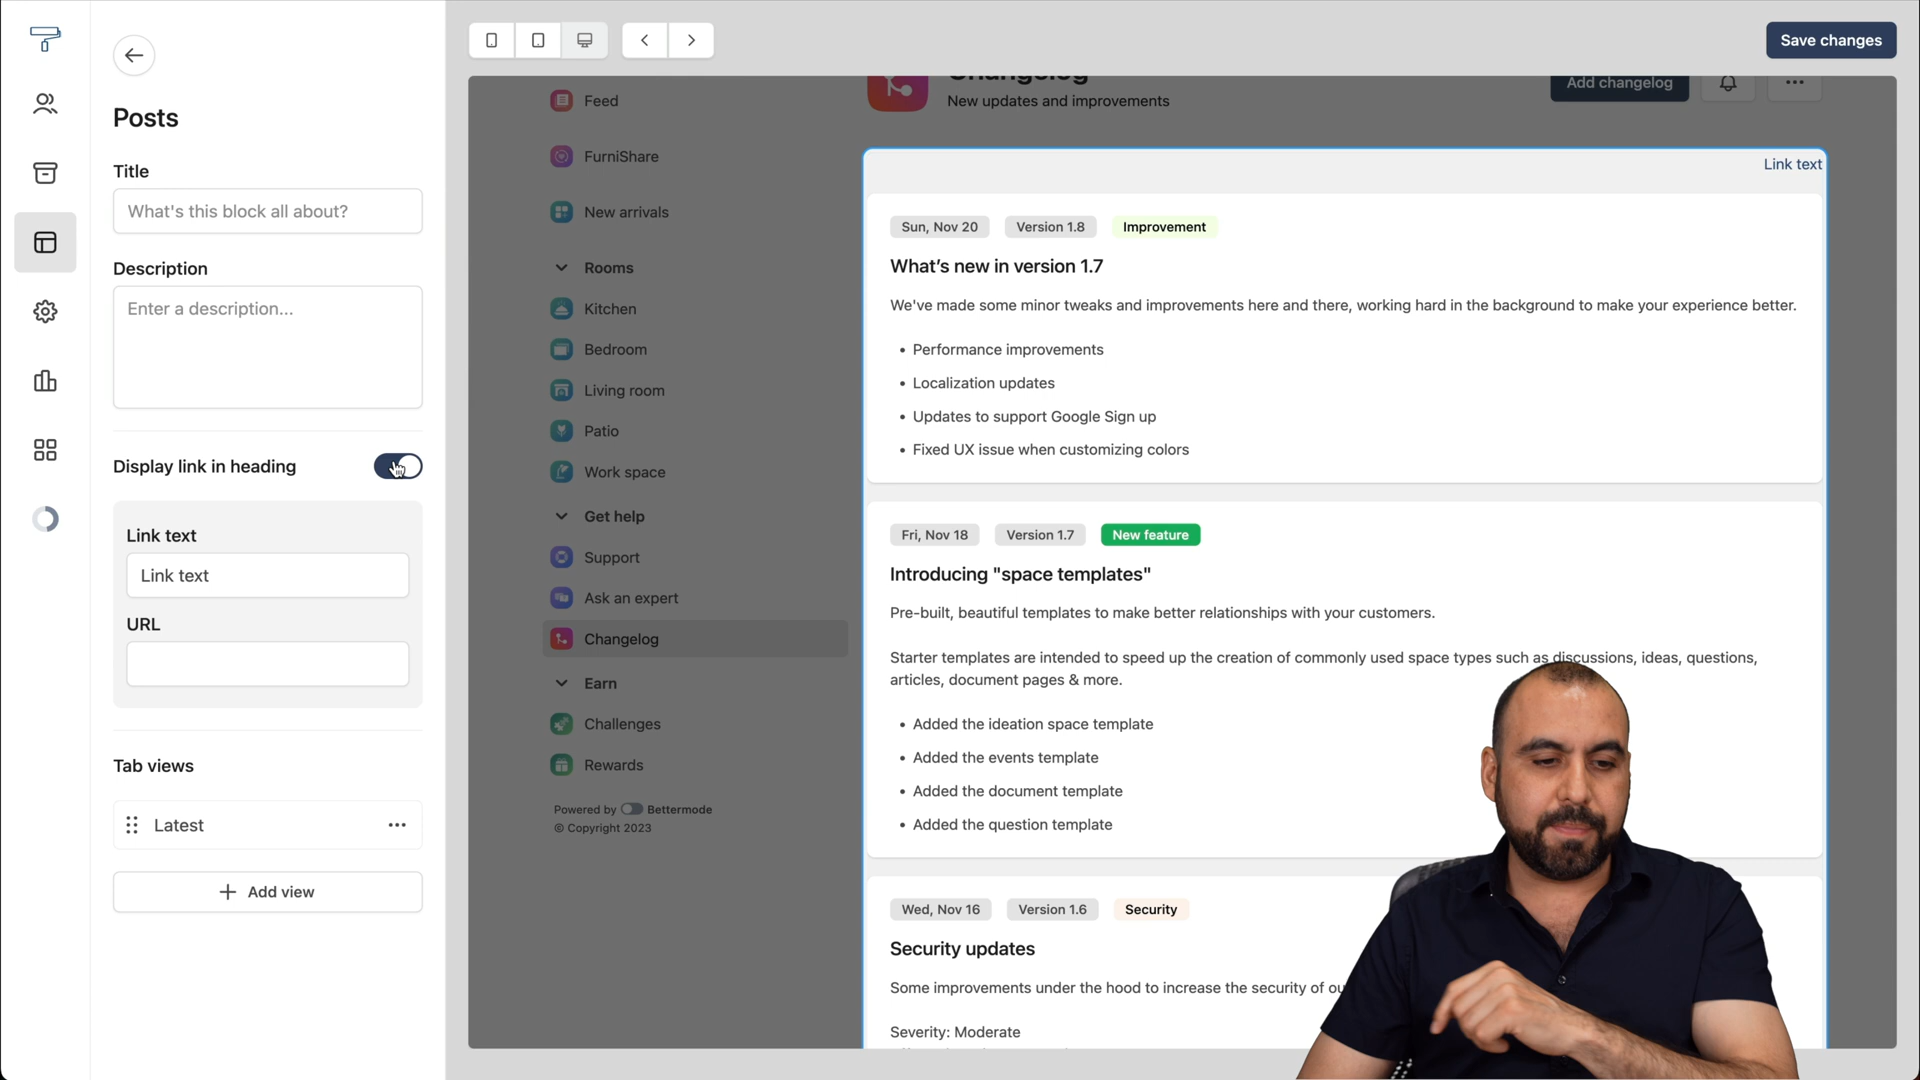 Posts
Title
What's this block all about?
Description
Enter a description...
Display link in heading
Link text
Link text
URL
Tab views
Latest
Add view
Save changes
Feed
FurniShare
New arrivals
Rooms
Kitchen
Bedroom
Living room
Patio
Work space
Get help
Support
Ask an expert
Changelog
Earn
Challenges
Rewards
Powered by Bettermode
© Copyright 2023
Changelog
New updates and improvements
Add changelog
Link text
Sun, Nov 20 Version 1.8 Improvement
What's new in version 1.7
We've made some minor tweaks and improvements here and there, working hard in the background to make your experience better.
• Performance improvements
• Localization updates
• Updates to support Google Sign up
• Fixed UX issue when customizing colors
Fri, Nov 18 Version 1.7 New feature
Introducing "space templates"
Pre-built, beautiful templates to make better relationships with your customers.
Starter templates are intended to speed up the creation of commonly used space types such as discussions, ideas, questions,
articles, document pages & more.
• Added the ideation space template
• Added the events template
• Added the document template
• Added the question template
Wed, Nov 16 Version 1.6 Security
Security updates
Some improvements under the hood to increase the security of
Severity: Moderate